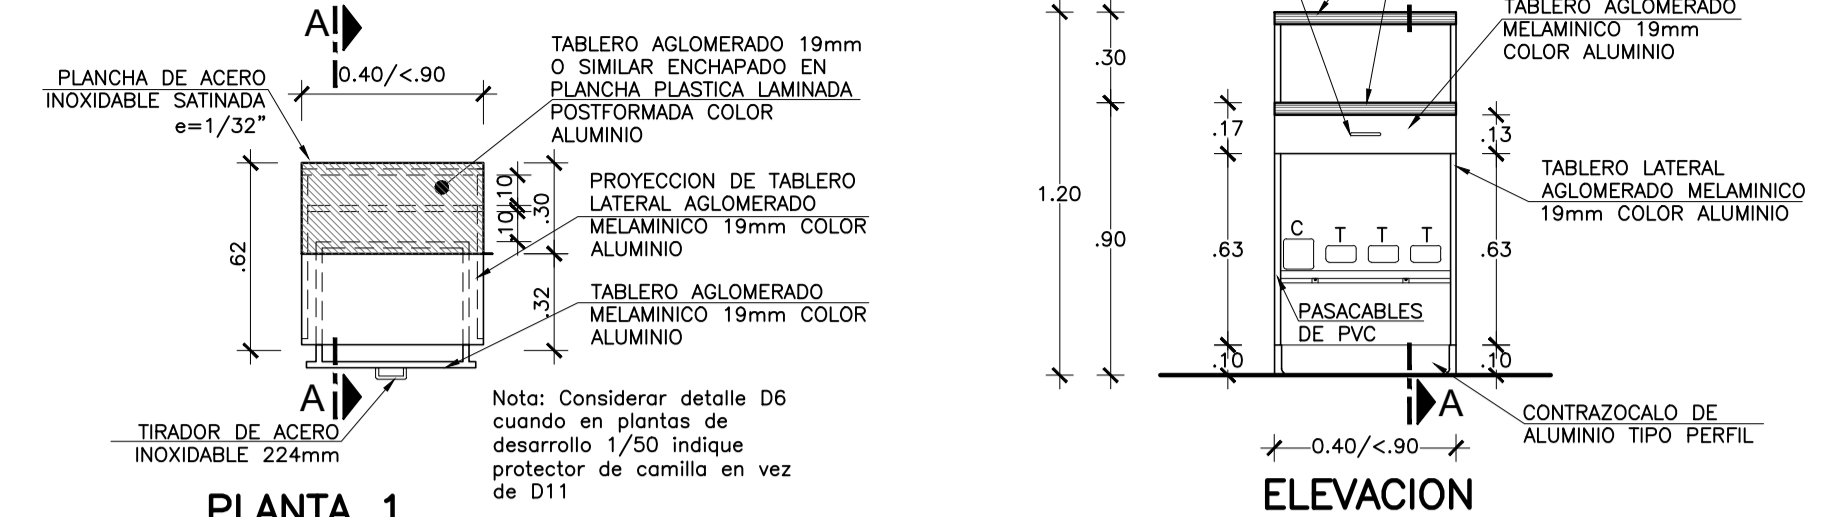 A
0.40/<.90
PLANCHA DE ACERO
INOXIDABLE SATINADA
e=1/32”
TABLERO AGLOMERADO 19mm
O SIMILAR ENCHAPADO EN
PLANCHA PLASTICA LAMINADA
POSTFORMADA COLOR
ALUMINIO
.10
.10
.30
.62
.32
PROYECCION DE TABLERO
LATERAL AGLOMERADO
MELAMINICO 19mm COLOR
ALUMINIO
TABLERO AGLOMERADO
MELAMINICO 19mm COLOR
ALUMINIO
A
TIRADOR DE ACERO
INOXIDABLE 224mm
Nota: Considerar detalle D6
cuando en plantas de
desarrollo 1/50 indique
protector de camilla en vez
de D11
PLANTA 1
TABLERO AGLOMERADO
MELAMINICO 19mm
COLOR ALUMINIO
.30
.17
.13
1.20
.90
TABLERO LATERAL
AGLOMERADO MELAMINICO
19mm COLOR ALUMINIO
C T T T
.63
.63
PASACABLES
DE PVC
.10
.10
A
CONTRAZOCALO DE
ALUMINIO TIPO PERFIL
0.40/<.90
ELEVACION